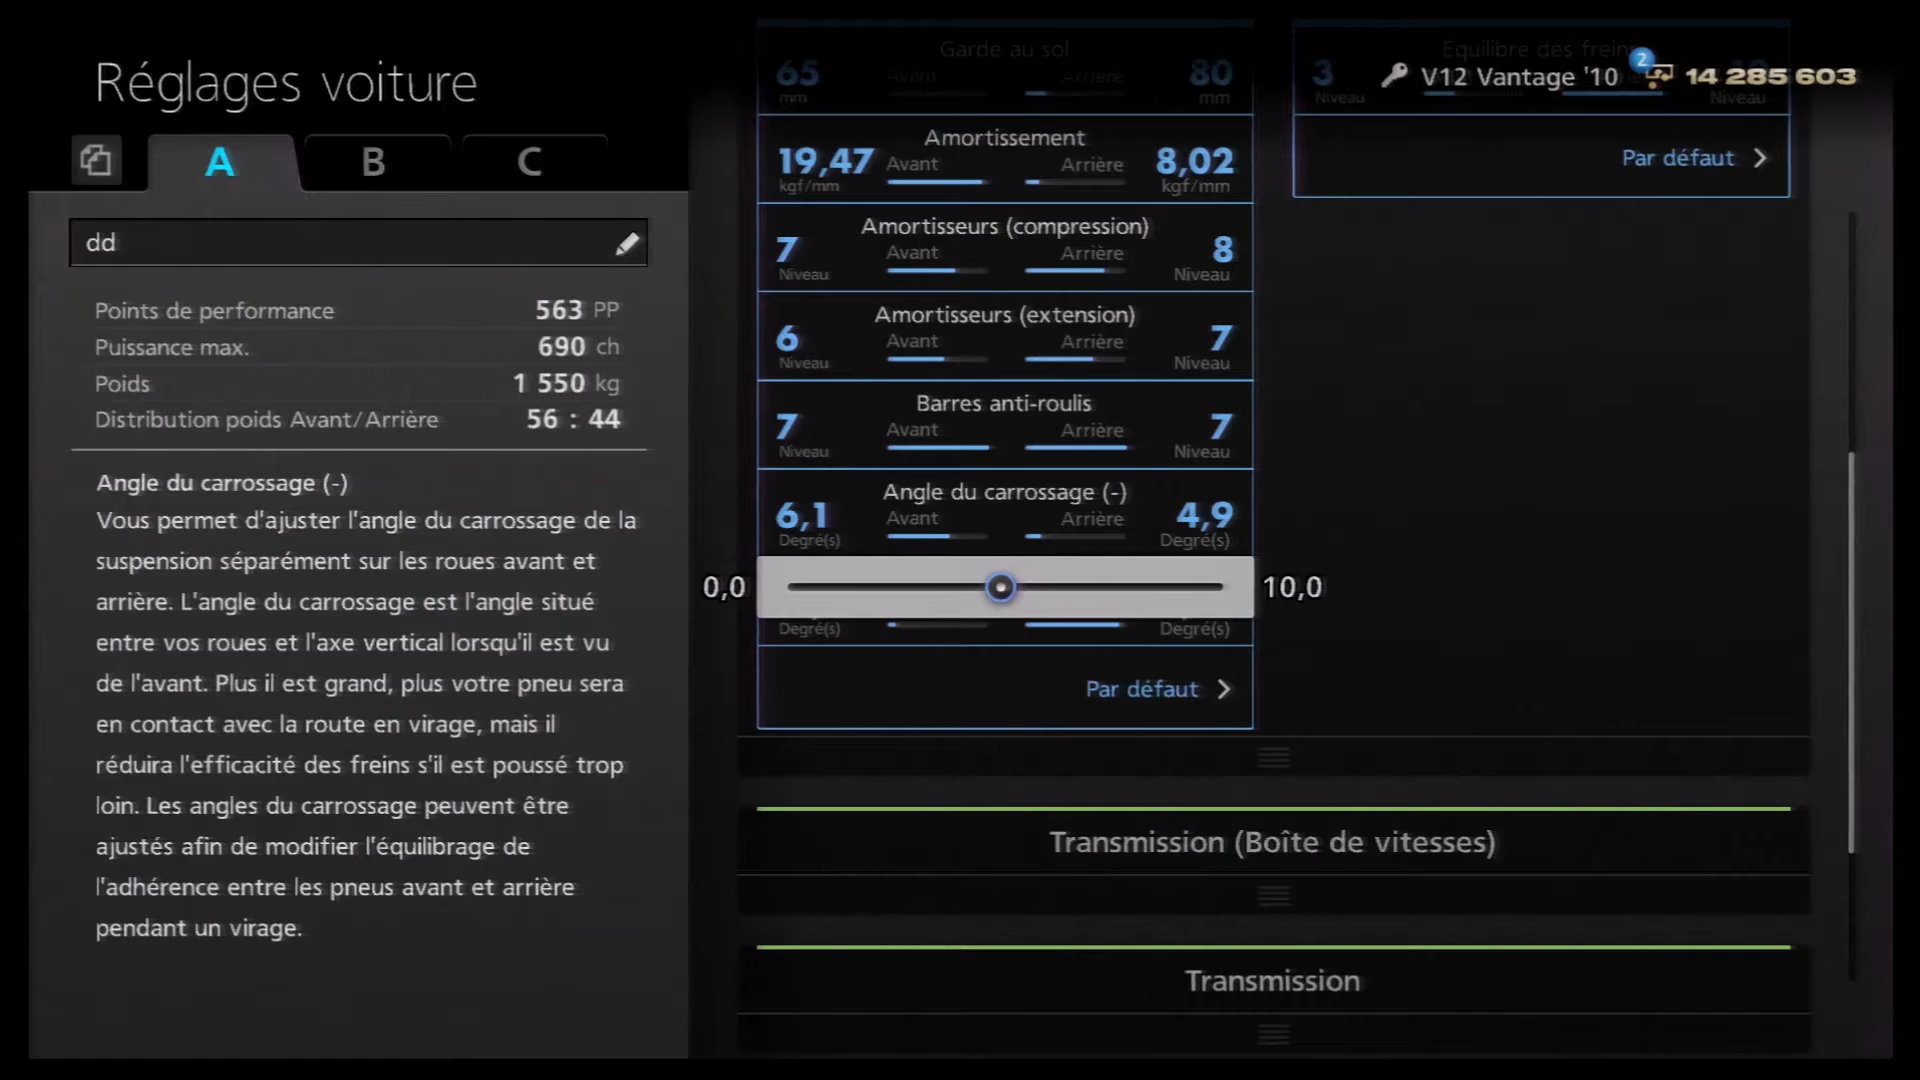 Réglages voiture
V12 Vantage '10
2
14 285 603
A
B
C
dd
Points de performance 563 PP
Puissance max. 690 ch
Poids 1 550 kg
Distribution poids Avant/Arrière 56 : 44
Angle du carrossage (-)
Vous permet d'ajuster l'angle du carrossage de la
suspension séparément sur les roues avant et
arrière. L'angle du carrossage est l'angle situé
entre vos roues et l'axe vertical lorsqu'il est vu
de l'avant. Plus il est grand, plus votre pneu sera
en contact avec la route en virage, mais il
réduira l'efficacité des freins s'il est poussé trop
loin. Les angles du carrossage peuvent être
ajustés afin de modifier l'équilibrage de
l'adhérence entre les pneus avant et arrière
pendant un virage.
Garde au sol
65 Avant Arrière 80
mm mm
Amortissement
19,47 Avant Arrière 8,02
kgf/mm kgf/mm
Amortisseurs (compression)
7 Avant Arrière 8
Niveau Niveau
Amortisseurs (extension)
6 Avant Arrière 7
Niveau Niveau
Barres anti-roulis
7 Avant Arrière 7
Niveau Niveau
Angle du carrossage (-)
6,1 Avant Arrière 4,9
Degré(s) Degré(s)
0,0 10,0
Degré(s) Degré(s)
Par défaut
Equilibre des freins
3
Niveau Niveau
Par défaut
Transmission (Boîte de vitesses)
Transmission